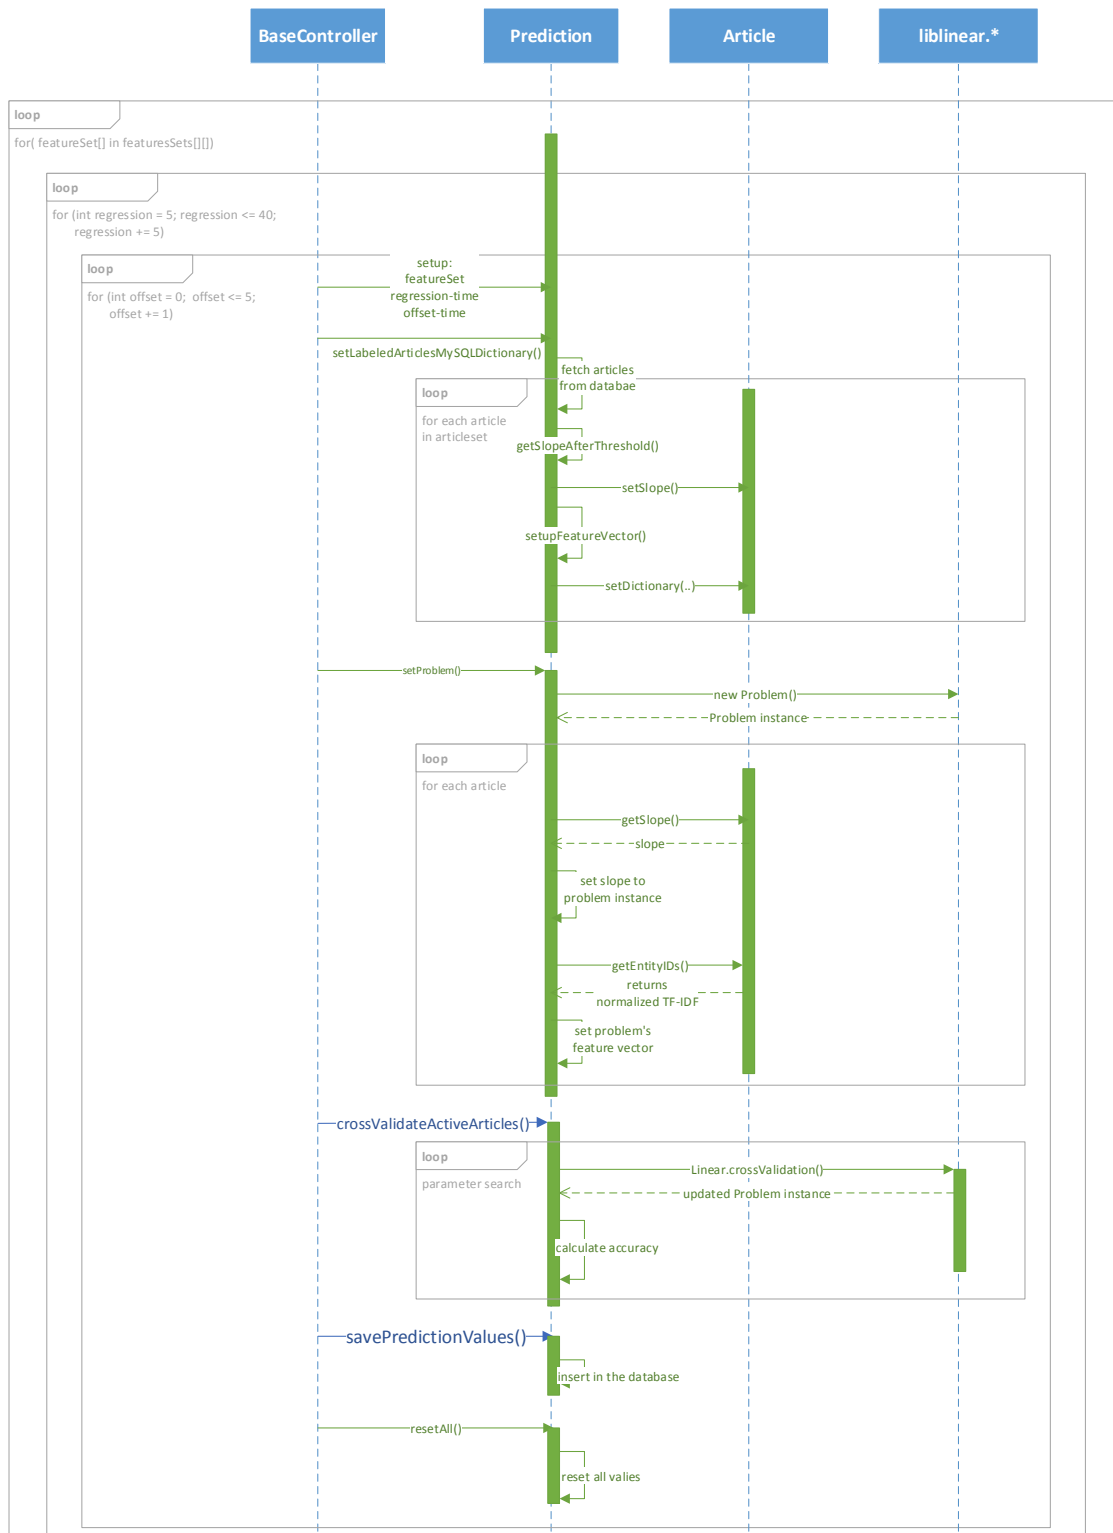 BaseController
Prediction
Article
liblinear.*
loop
for( featureSet[] in featuresSets[][])
loop
for (int regression = 5; regression <= 40;
regression += 5)
loop
for (int offset = 0;  offset <= 5;
offset += 1)
setup:
featureSet
regression-time
offset-time
setLabeledArticlesMySQLDictionary()
fetch articles
from databae
loop
for each article
in articleset
getSlopeAfterThreshold()
setSlope()
setupFeatureVector()
setDictionary(..)
setProblem()
new Problem()
Problem instance
loop
for each article
getSlope()
slope
set slope to
problem instance
getEntityIDs()
returns
normalized TF-IDF
set problem's
feature vector
crossValidateActiveArticles()
loop
parameter search
Linear.crossValidation()
updated Problem instance
calculate accuracy
savePredictionValues()
insert in the database
resetAll()
reset all valies